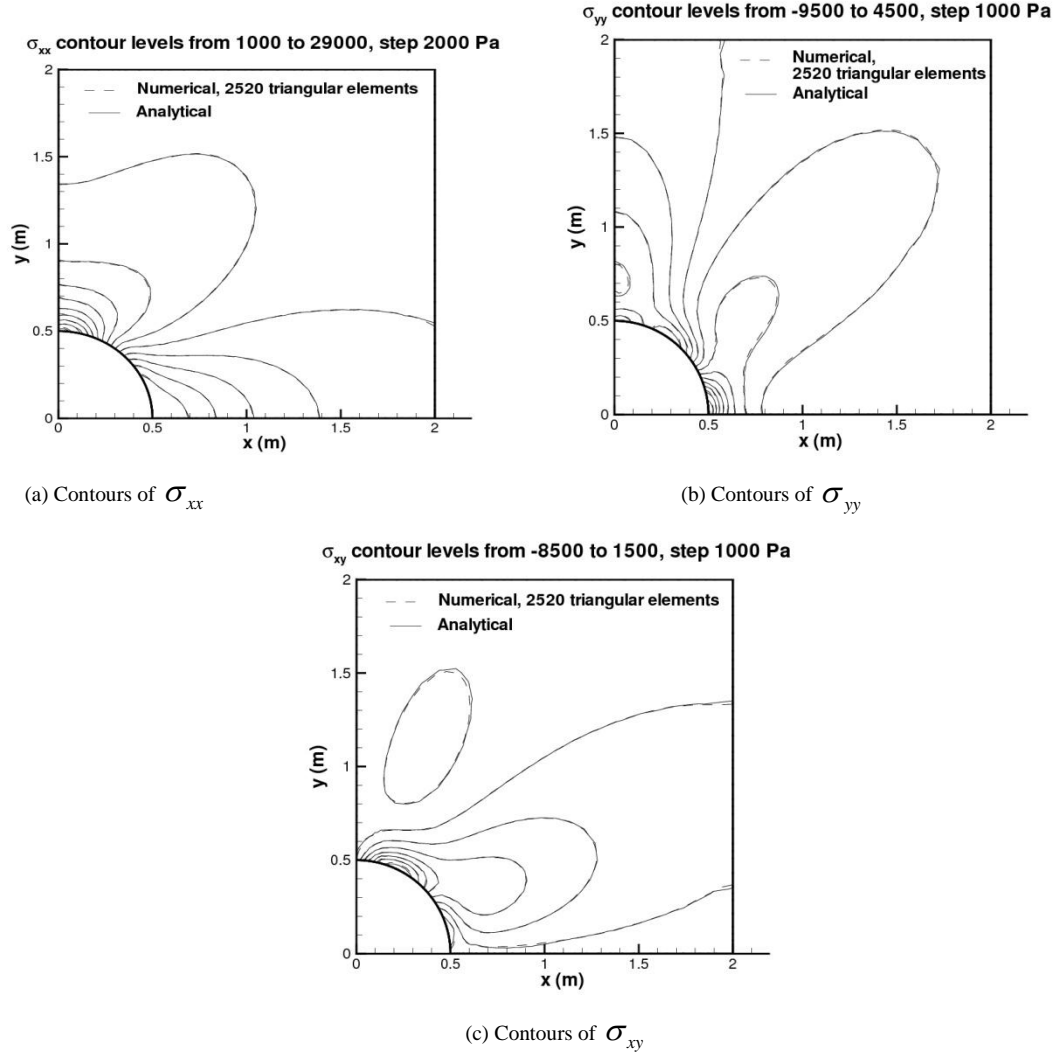 σxx contour levels from 1000 to 29000, step 2000 Pa
Numerical, 2520 triangular elements
Analytical
2
1.5
1
0.5
0
y (m)
0
0.5
1
1.5
2
x (m)
(a) Contours of σxx
σyy contour levels from -9500 to 4500, step 1000 Pa
Numerical,
2520 triangular elements
Analytical
2
1.5
1
0.5
0
y (m)
0
0.5
1
1.5
2
x (m)
(b) Contours of σyy
σxy contour levels from -8500 to 1500, step 1000 Pa
Numerical, 2520 triangular elements
Analytical
2
1.5
1
0.5
0
y (m)
0
0.5
1
1.5
2
x (m)
(c) Contours of σxy